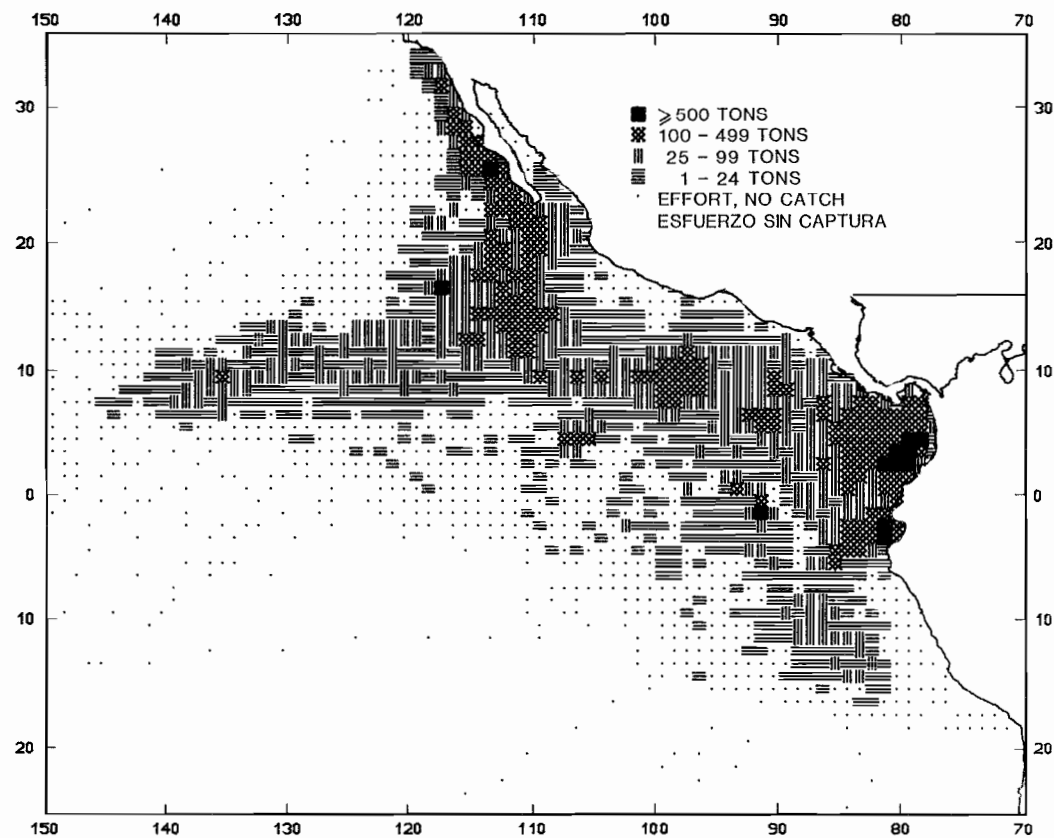 150 140 130 120 110 100 90 80 70
30 30
≥500 TONS
100 – 499 TONS
25 – 99 TONS
1 – 24 TONS
EFFORT, NO CATCH
ESFUERZO SIN CAPTURA
20 20
10 10
0 0
10 10
20 20
150 140 130 120 110 100 90 80 70